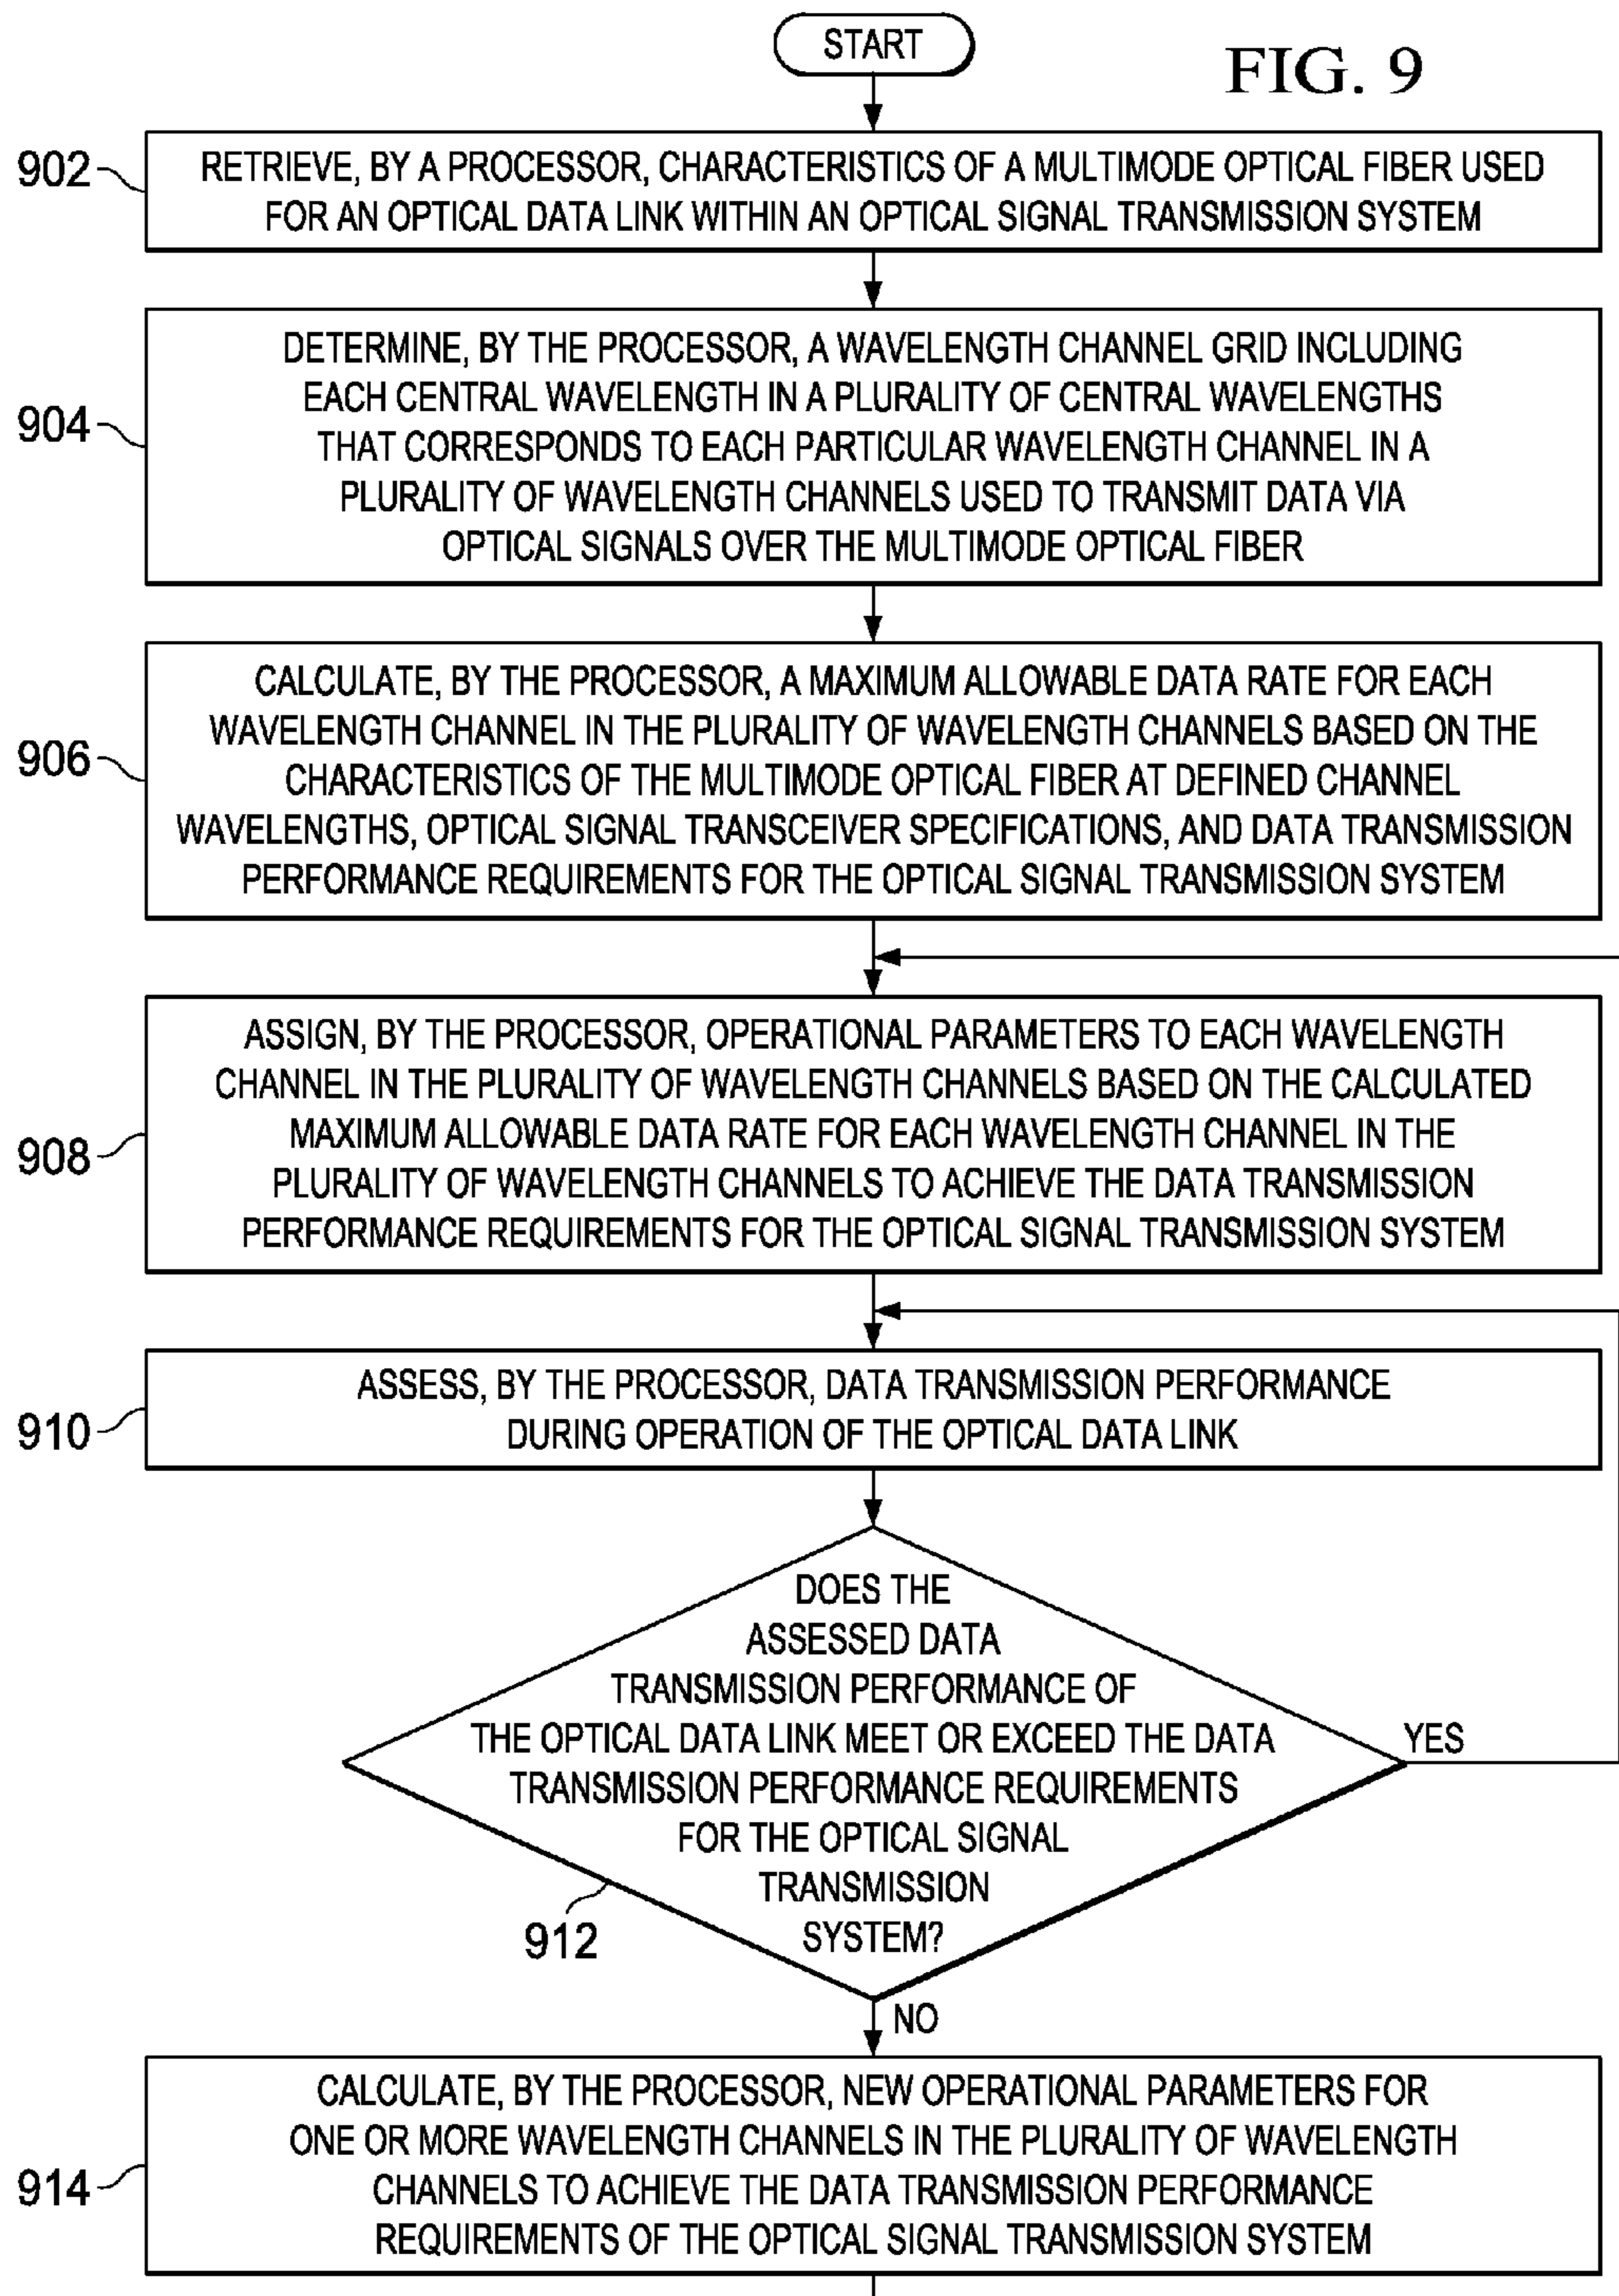 START
FIG. 9
902
RETRIEVE, BY A PROCESSOR, CHARACTERISTICS OF A MULTIMODE OPTICAL FIBER USED
FOR AN OPTICAL DATA LINK WITHIN AN OPTICAL SIGNAL TRANSMISSION SYSTEM
904
DETERMINE, BY THE PROCESSOR, A WAVELENGTH CHANNEL GRID INCLUDING
EACH CENTRAL WAVELENGTH IN A PLURALITY OF CENTRAL WAVELENGTHS
THAT CORRESPONDS TO EACH PARTICULAR WAVELENGTH CHANNEL IN A
PLURALITY OF WAVELENGTH CHANNELS USED TO TRANSMIT DATA VIA
OPTICAL SIGNALS OVER THE MULTIMODE OPTICAL FIBER
906
CALCULATE, BY THE PROCESSOR, A MAXIMUM ALLOWABLE DATA RATE FOR EACH
WAVELENGTH CHANNEL IN THE PLURALITY OF WAVELENGTH CHANNELS BASED ON THE
CHARACTERISTICS OF THE MULTIMODE OPTICAL FIBER AT DEFINED CHANNEL
WAVELENGTHS, OPTICAL SIGNAL TRANSCEIVER SPECIFICATIONS, AND DATA TRANSMISSION
PERFORMANCE REQUIREMENTS FOR THE OPTICAL SIGNAL TRANSMISSION SYSTEM
908
ASSIGN, BY THE PROCESSOR, OPERATIONAL PARAMETERS TO EACH WAVELENGTH
CHANNEL IN THE PLURALITY OF WAVELENGTH CHANNELS BASED ON THE CALCULATED
MAXIMUM ALLOWABLE DATA RATE FOR EACH WAVELENGTH CHANNEL IN THE
PLURALITY OF WAVELENGTH CHANNELS TO ACHIEVE THE DATA TRANSMISSION
PERFORMANCE REQUIREMENTS FOR THE OPTICAL SIGNAL TRANSMISSION SYSTEM
910
ASSESS, BY THE PROCESSOR, DATA TRANSMISSION PERFORMANCE
DURING OPERATION OF THE OPTICAL DATA LINK
DOES THE
ASSESSED DATA
TRANSMISSION PERFORMANCE OF
THE OPTICAL DATA LINK MEET OR EXCEED THE DATA
TRANSMISSION PERFORMANCE REQUIREMENTS
FOR THE OPTICAL SIGNAL
TRANSMISSION
SYSTEM?
YES
912
NO
914
CALCULATE, BY THE PROCESSOR, NEW OPERATIONAL PARAMETERS FOR
ONE OR MORE WAVELENGTH CHANNELS IN THE PLURALITY OF WAVELENGTH
CHANNELS TO ACHIEVE THE DATA TRANSMISSION PERFORMANCE
REQUIREMENTS OF THE OPTICAL SIGNAL TRANSMISSION SYSTEM